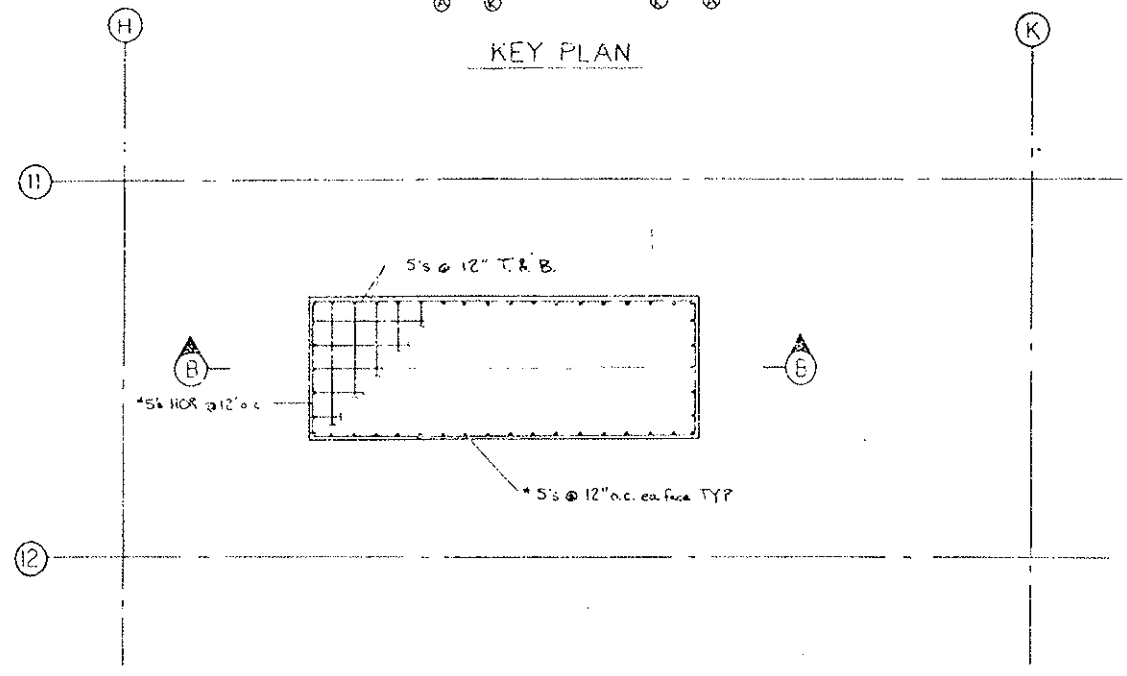 A K K A
H
K
KEY PLAN
11
5's @ 12" T. & B.
B
B
#5's HOR @ 12" o.c
* 5's @ 12" o.c. ea face TYP
12